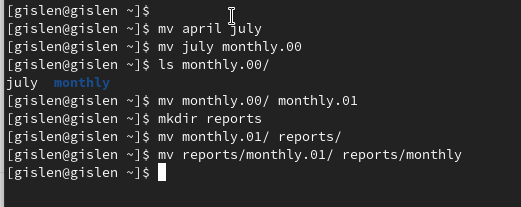 [gislen@gislen ~]$
[gislen@gislen ~]$ mv april july
[gislen@gislen ~]$ mv july monthly.00
[gislen@gislen ~]$ ls monthly.00/
july  monthly
[gislen@gislen ~]$ mv monthly.00/ monthly.01
[gislen@gislen ~]$ mkdir reports
[gislen@gislen ~]$ mv monthly.01/ reports/
[gislen@gislen ~]$ mv reports/monthly.01/ reports/monthly
[gislen@gislen ~]$